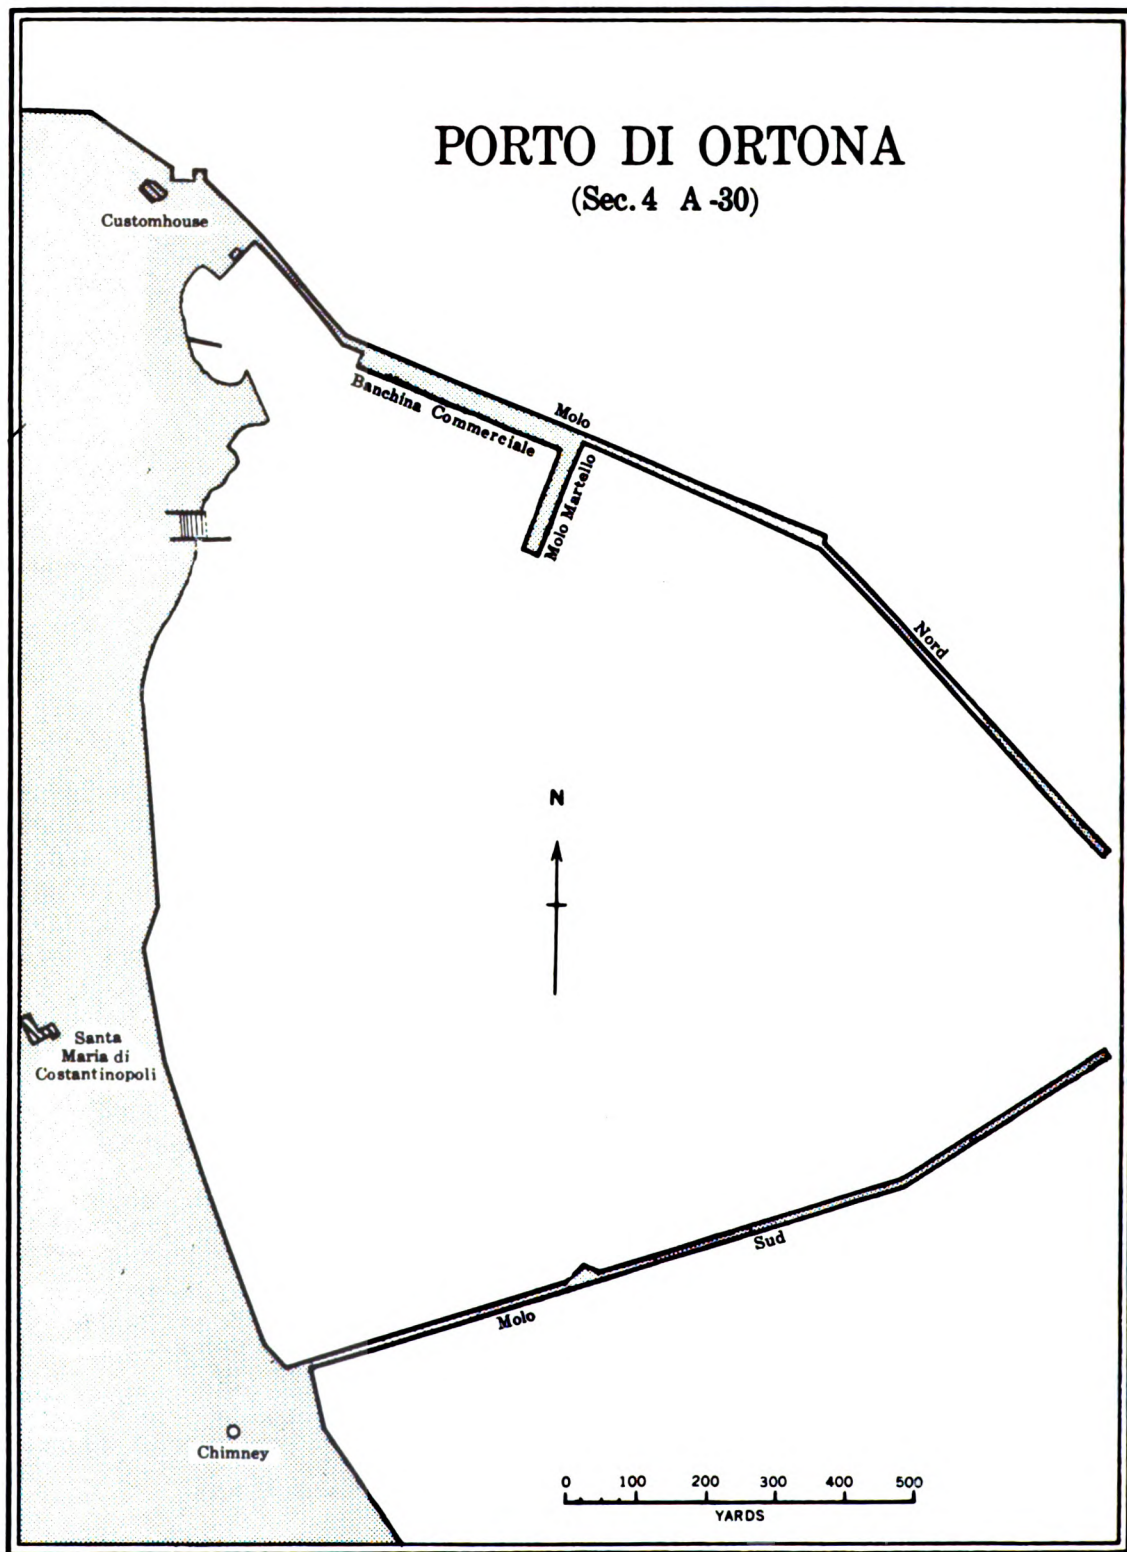 PORTO DI ORTONA
(Sec. 4 A-30)
Customhouse
Banchina Commerciale
Molo
Molo Martello
Nord
N
Santa
Maria di
Costantinopoli
Sud
Molo
Chimney
0 100 200 300 400 500
YARDS